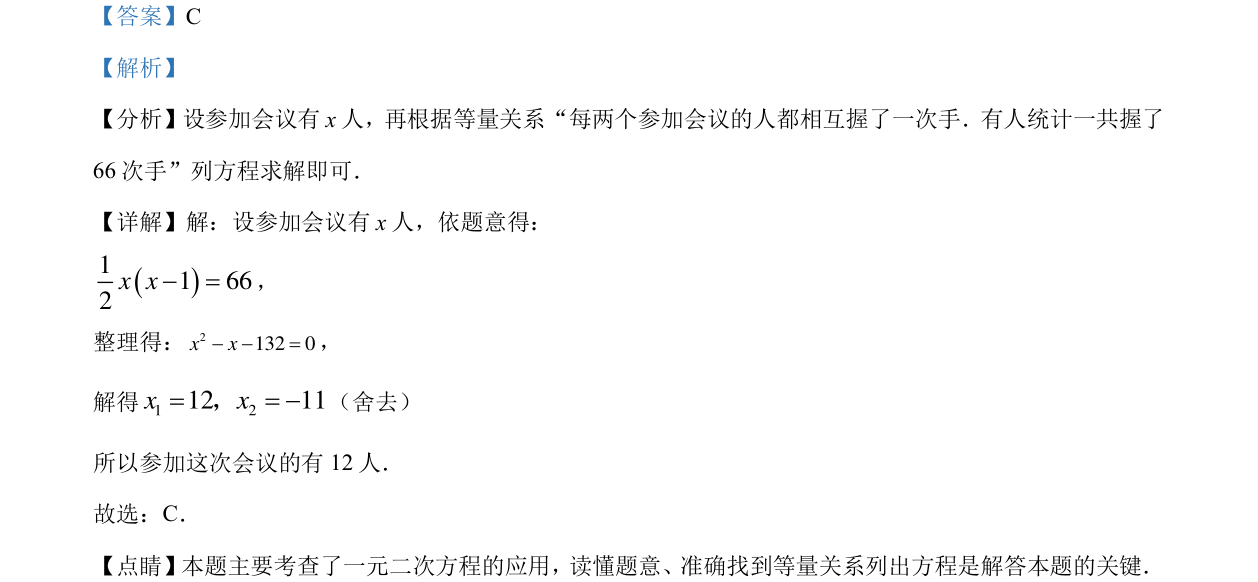 【答案】C
【解析】
【分析】设参加会议有 x 人，再根据等量关系“每两个参加会议的人都相互握了一次手．有人统计一共握了
66 次手”列方程求解即可．
【详解】解：设参加会议有 x 人，依题意得：
\frac{1}{2}x(x−1)=66，
整理得：x²−x−132=0，
解得 x₁=12，x₂=−11（舍去）
所以参加这次会议的有 12 人．
故选：C．
【点睛】本题主要考查了一元二次方程的应用，读懂题意、准确找到等量关系列出方程是解答本题的关键．